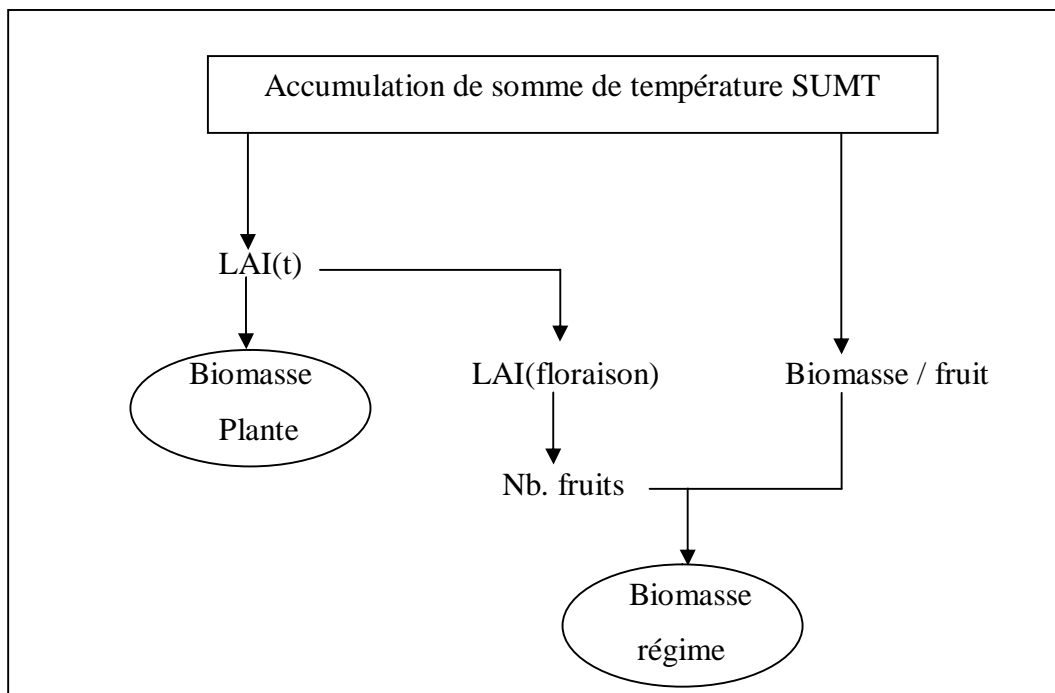 Accumulation de somme de température SUMT
LAI(t)
Biomasse
Plante
LAI(floraison)
Biomasse / fruit
Nb. fruits
Biomasse
régime